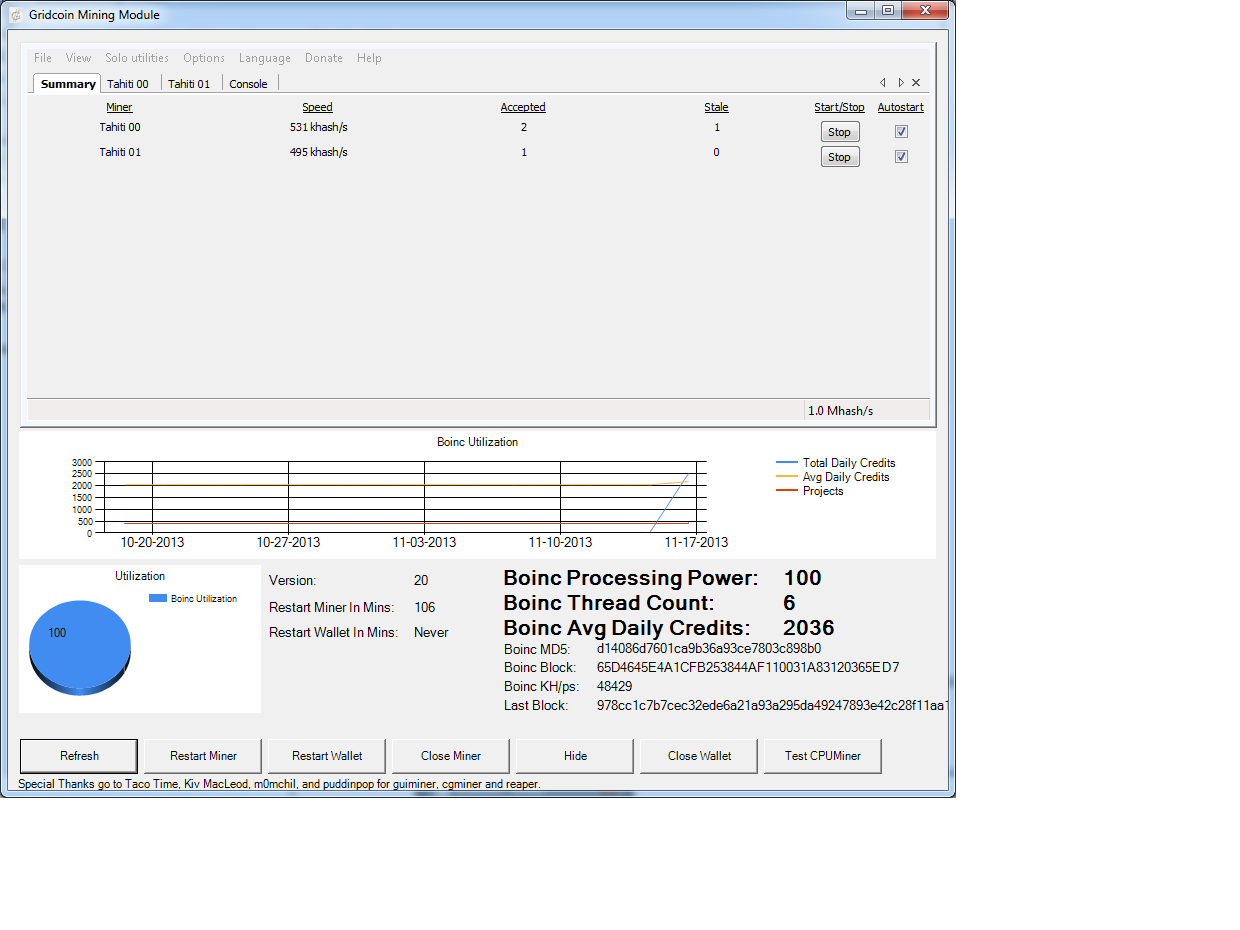 Gridcoin Mining Module
File View Solo utilities Options Language Donate Help
Summary Tahiti 00 Tahiti 01 Console
Miner Speed Accepted Stale Start/Stop Autostart
Tahiti 00 531 khash/s 2 1 Stop
Tahiti 01 495 khash/s 1 0 Stop
1.0 Mhash/s
Boinc Utilization
3000
2500
2000
1500
1000
500
0
10-20-2013 10-27-2013 11-03-2013 11-10-2013 11-17-2013
Total Daily Credits
Avg Daily Credits
Projects
Utilization
Boinc Utilization
100
Version: 20
Restart Miner In Mins: 106
Restart Wallet In Mins: Never
Boinc Processing Power: 100
Boinc Thread Count: 6
Boinc Avg Daily Credits: 2036
Boinc MD5: d14086d7601ca9b36a93ce7803c898b0
Boinc Block: 65D4645E4A1CFB253844AF110031A83120365ED7
Boinc KH/ps: 48429
Last Block: 978cc1c7b7cec32ede6a21a93a295da49247893e42c28f11aa1
Refresh Restart Miner Restart Wallet Close Miner Hide Close Wallet Test CPUMiner
Special Thanks go to Taco Time, Kiv MacLeod, m0mchil, and puddinpop for guiminer, cgminer and reaper.